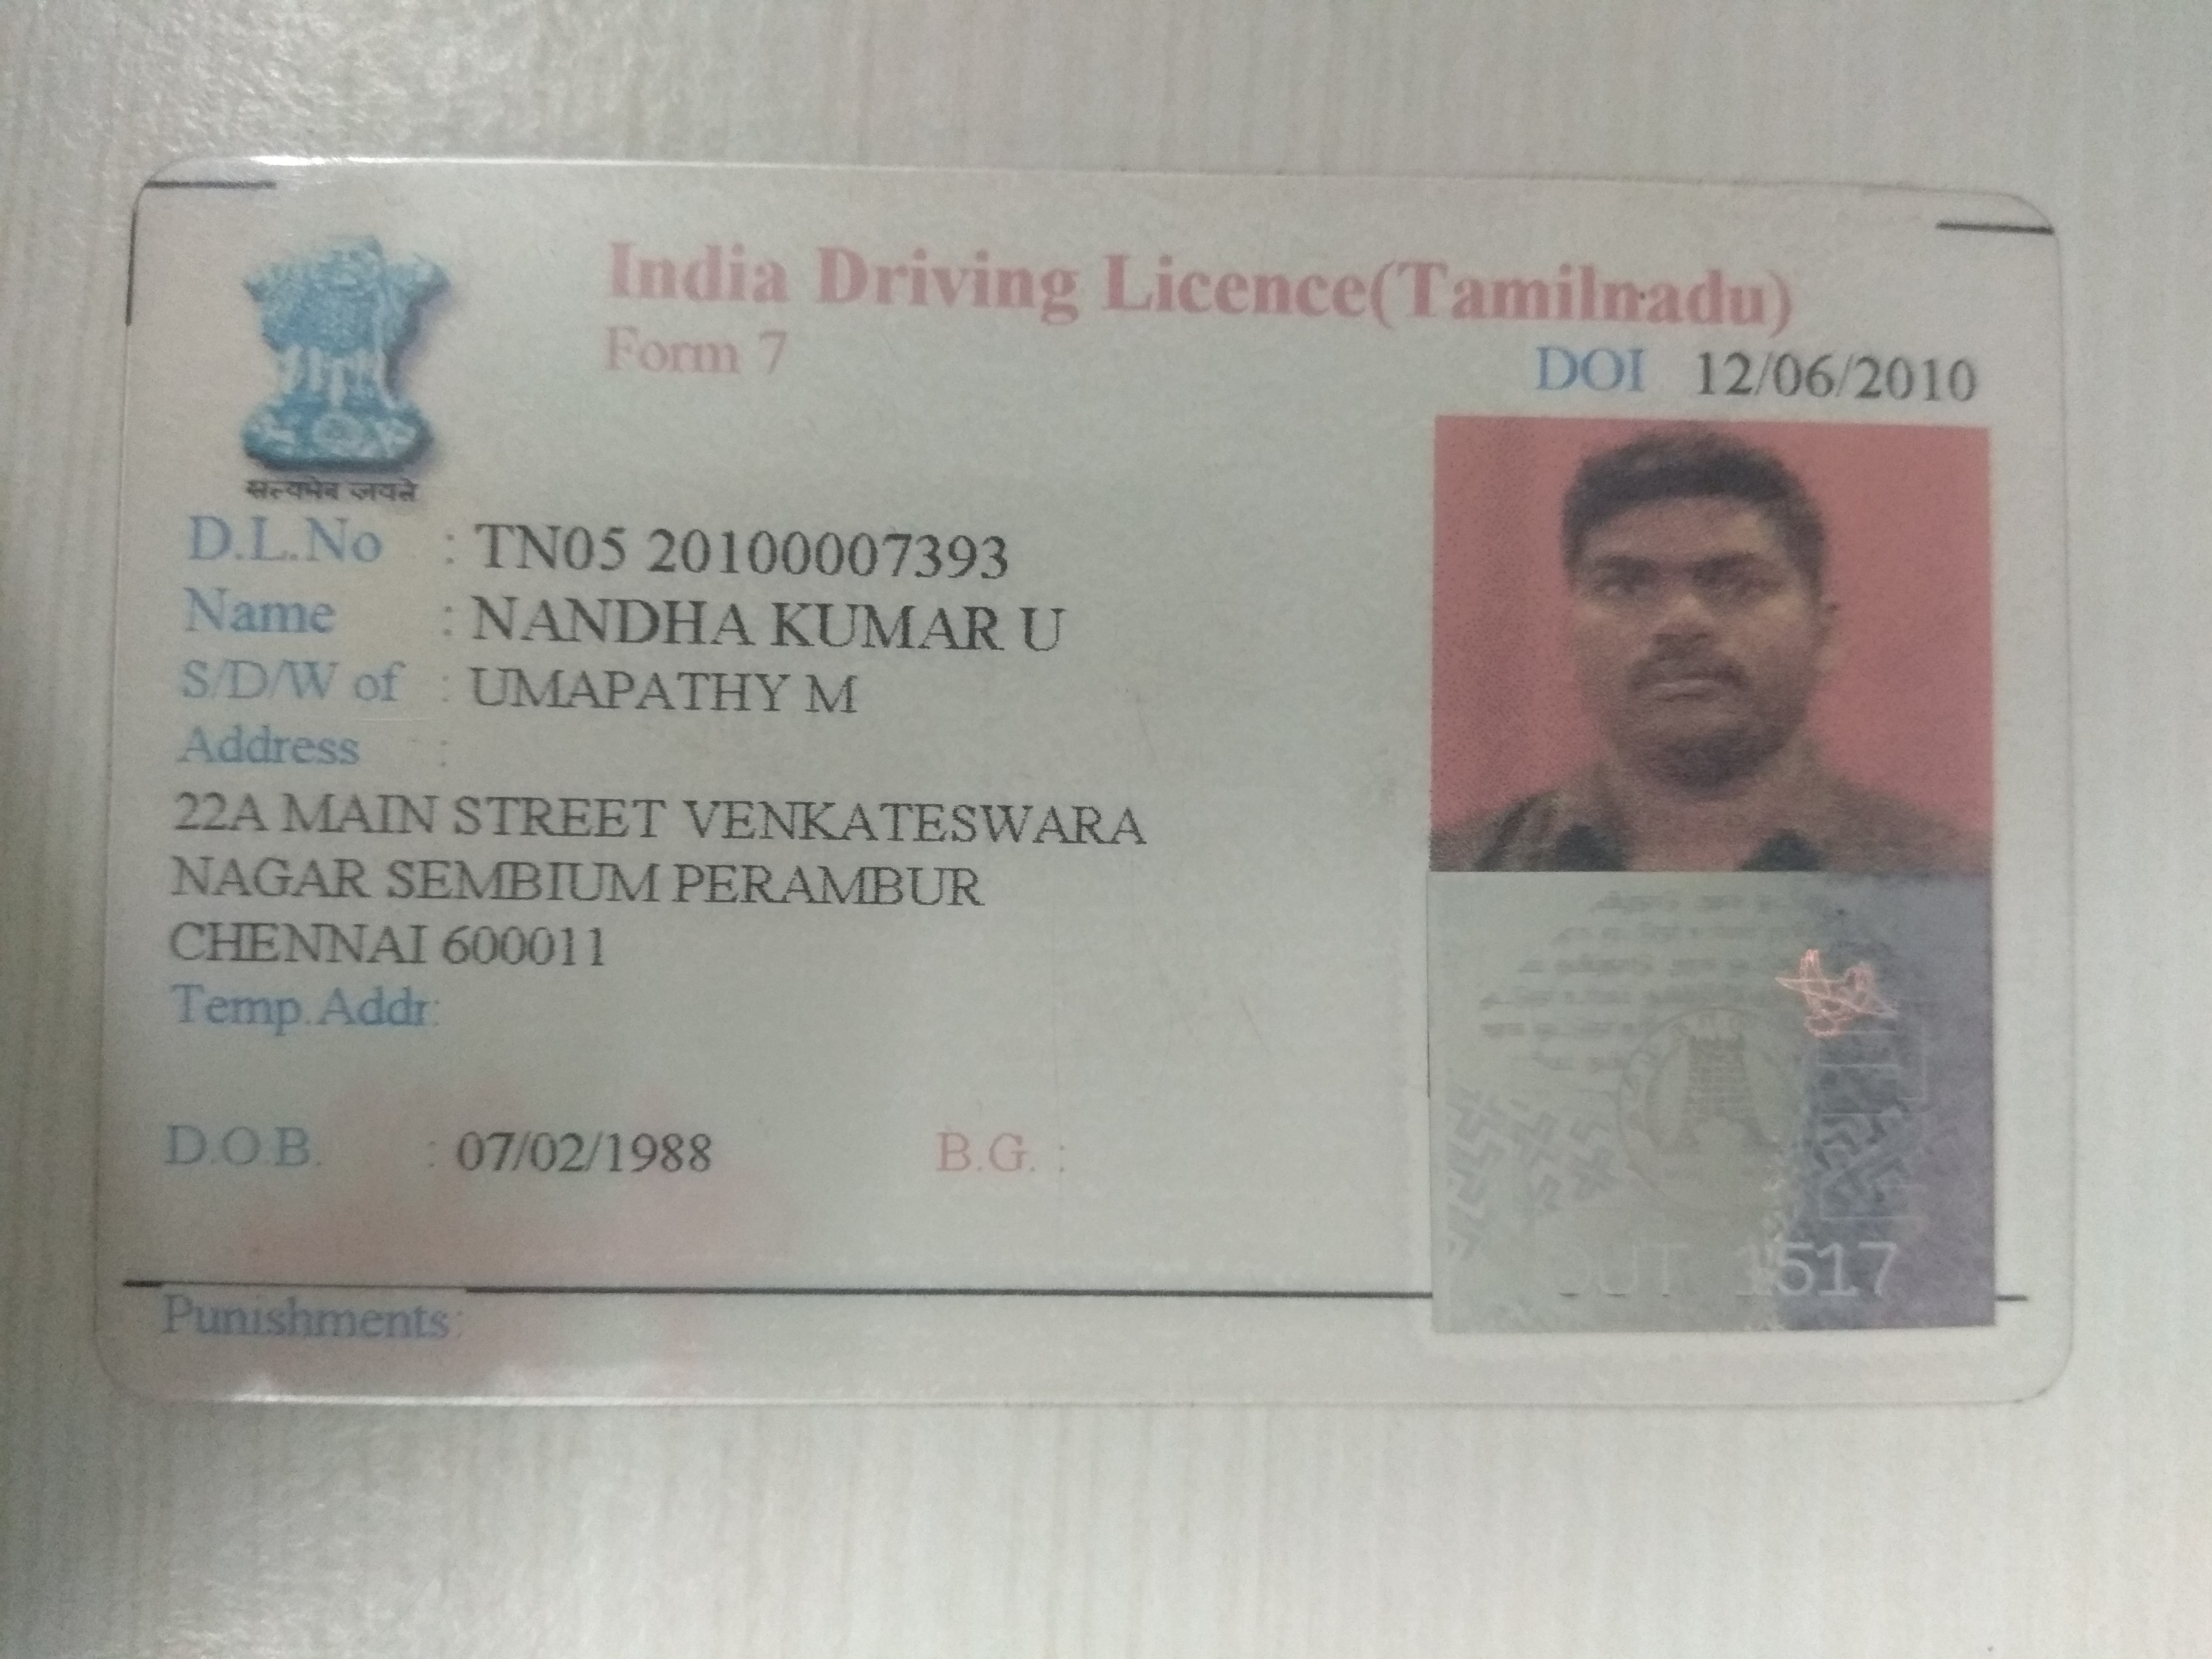 India Driving Licence(Tamilnadu)
Form 7
DOI 12/06/2010
सत्यमेव जयते
D.L.No : TN05 20100007393
Name : NANDHA KUMAR U
S/D/W of : UMAPATHY M
Address :
22A MAIN STREET VENKATESWARA
NAGAR SEMBIUM PERAMBUR
CHENNAI 600011
Temp.Addr:
D.O.B. : 07/02/1988 B.G. :
OUT 1517
Punishments: